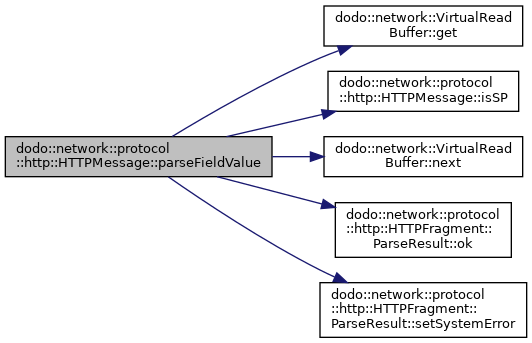 dodo::network::protocol
::http::HTTPMessage::parseFieldValue
dodo::network::VirtualRead
Buffer::get
dodo::network::protocol
::http::HTTPMessage::isSP
dodo::network::VirtualRead
Buffer::next
dodo::network::protocol
::http::HTTPFragment::
ParseResult::ok
dodo::network::protocol
::http::HTTPFragment::
ParseResult::setSystemError